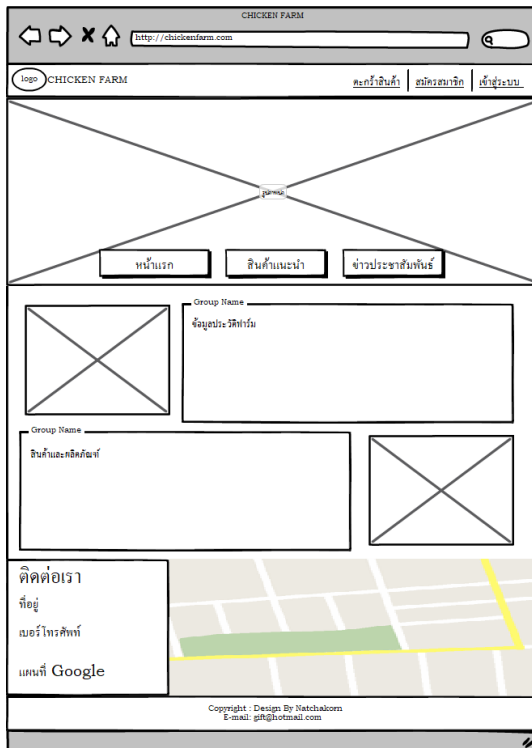 CHICKEN FARM
http://chickenfarm.com
logo CHICKEN FARM
ตะกร้าสินค้า สมัครสมาชิก เข้าสู่ระบบ
หน้าแรก สินค้าแนะนำ ข่าวประชาสัมพันธ์
Group Name
ข้อมูลประวัติฟาร์ม
Group Name
สินค้าและผลิตภัณฑ์
ติดต่อเรา
ที่อยู่
เบอร์โทรศัพท์
แผนที่ Google
Copyright : Design By Natchakorn
E-mail: gift@hotmail.com